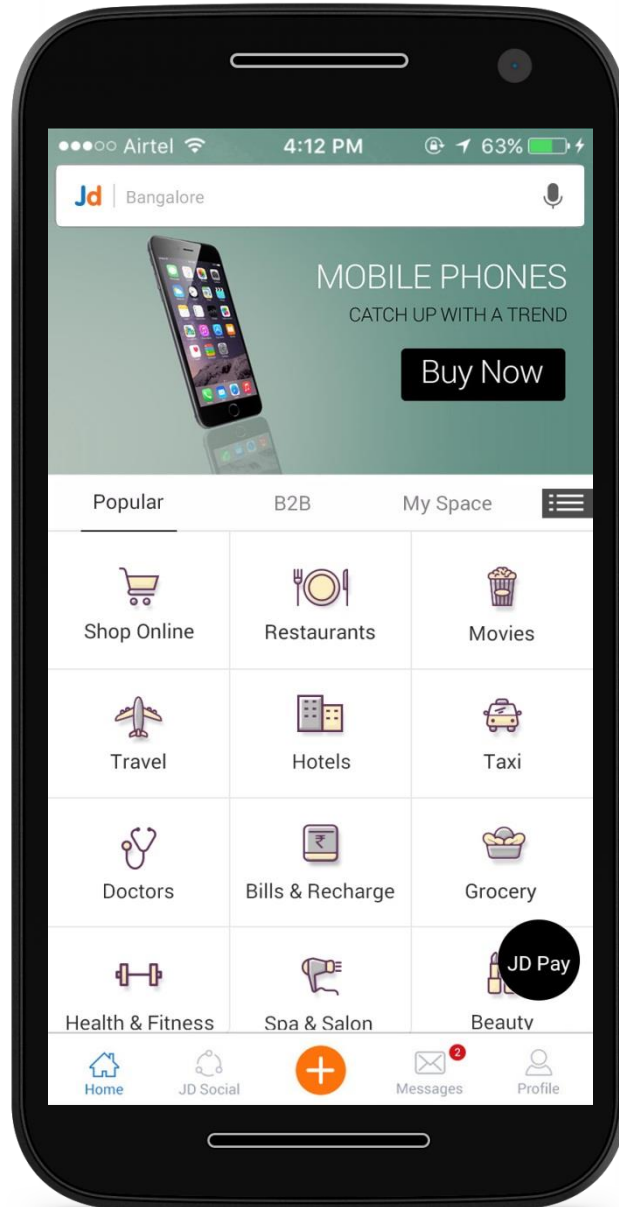 Airtel 4:12 PM 63%
Jd Bangalore
MOBILE PHONES
CATCH UP WITH A TREND
Buy Now
Popular B2B My Space
Shop Online Restaurants Movies
Travel Hotels Taxi
₹
Doctors Bills & Recharge Grocery
JD Pay
Health & Fitness Spa & Salon Beauty
2
Home JD Social Messages Profile